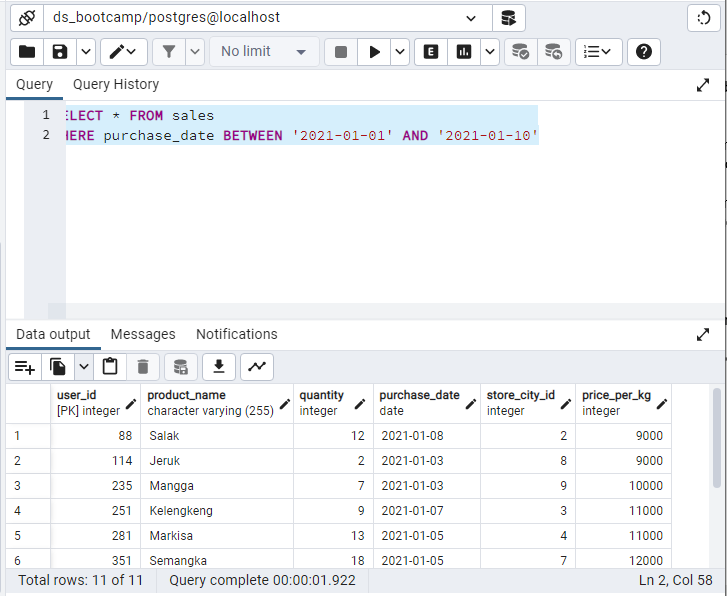 ds_bootcamp/postgres@localhost
No limit
E
Query Query History
1 ELECT * FROM sales
2 HERE purchase_date BETWEEN '2021-01-01' AND '2021-01-10'
Data output Messages Notifications
user_id product_name quantity purchase_date store_city_id price_per_kg
[PK] integer character varying (255) integer date integer integer
1 88 Salak 12 2021-01-08 2 9000
2 114 Jeruk 2 2021-01-03 8 9000
3 235 Mangga 7 2021-01-03 9 10000
4 251 Kelengkeng 9 2021-01-07 3 11000
5 281 Markisa 13 2021-01-05 4 11000
6 351 Semangka 18 2021-01-05 7 12000
Total rows: 11 of 11 Query complete 00:00:01.922 Ln 2, Col 58